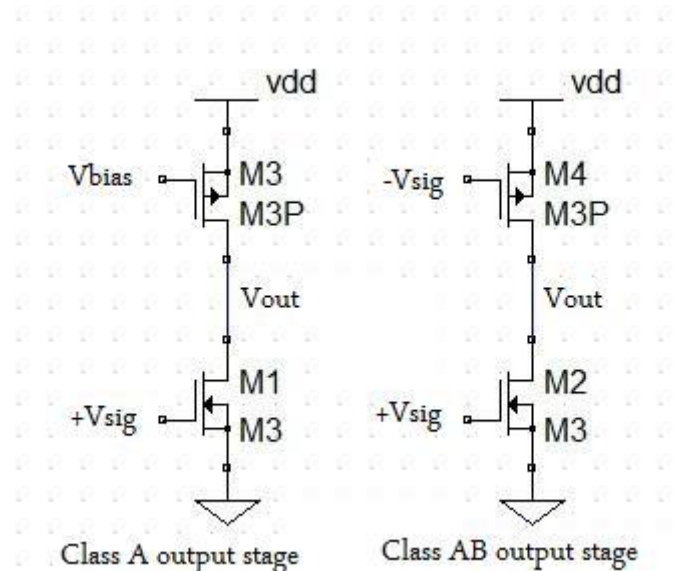 vdd vdd
Vbias M3 -Vsig M4
M3P M3P
Vout Vout
M1 M2
+Vsig M3 +Vsig M3
Class A output stage Class AB output stage